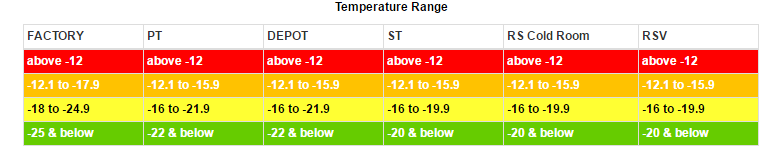 Temperature Range
FACTORY PT DEPOT ST RS Cold Room RSV
above -12 above -12 above -12 above -12 above -12 above -12
-12.1 to -17.9 -12.1 to -15.9 -12.1 to -15.9 -12.1 to -15.9 -12.1 to -15.9 -12.1 to -15.9
-18 to -24.9 -16 to -21.9 -16 to -21.9 -16 to -19.9 -16 to -19.9 -16 to -19.9
-25 & below -22 & below -22 & below -20 & below -20 & below -20 & below